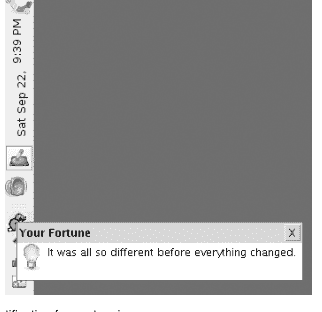 Sat Sep 22, 9:39 PM
Your Fortune X
It was all so different before everything changed.